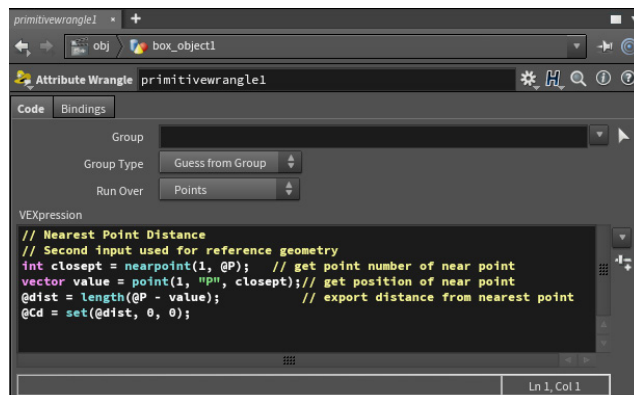 primitivewrangle1 × +
obj box_object1
Attribute Wrangle primitivewrangle1
Code Bindings
Group
Group Type Guess from Group
Run Over Points
VEXpression
// Nearest Point Distance
// Second input used for reference geometry
int closept = nearpoint(1, @P);  // get point number of near point
vector value = point(1, "P", closept);// get position of near point
@dist = length(@P - value);          // export distance from nearest point
@Cd = set(@dist, 0, 0);
Ln 1, Col 1